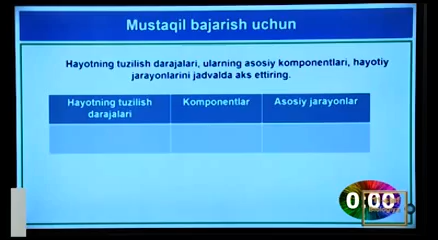 Mustaqil bajarish uchun
Hayotning tuzilish darajalari, ularning asosiy komponentlari, hayotiy
jarayonlarini jadvalda aks ettiring.
Hayotning tuzilish darajalari
Komponentlar
Asosiy jarayonlar
0:00